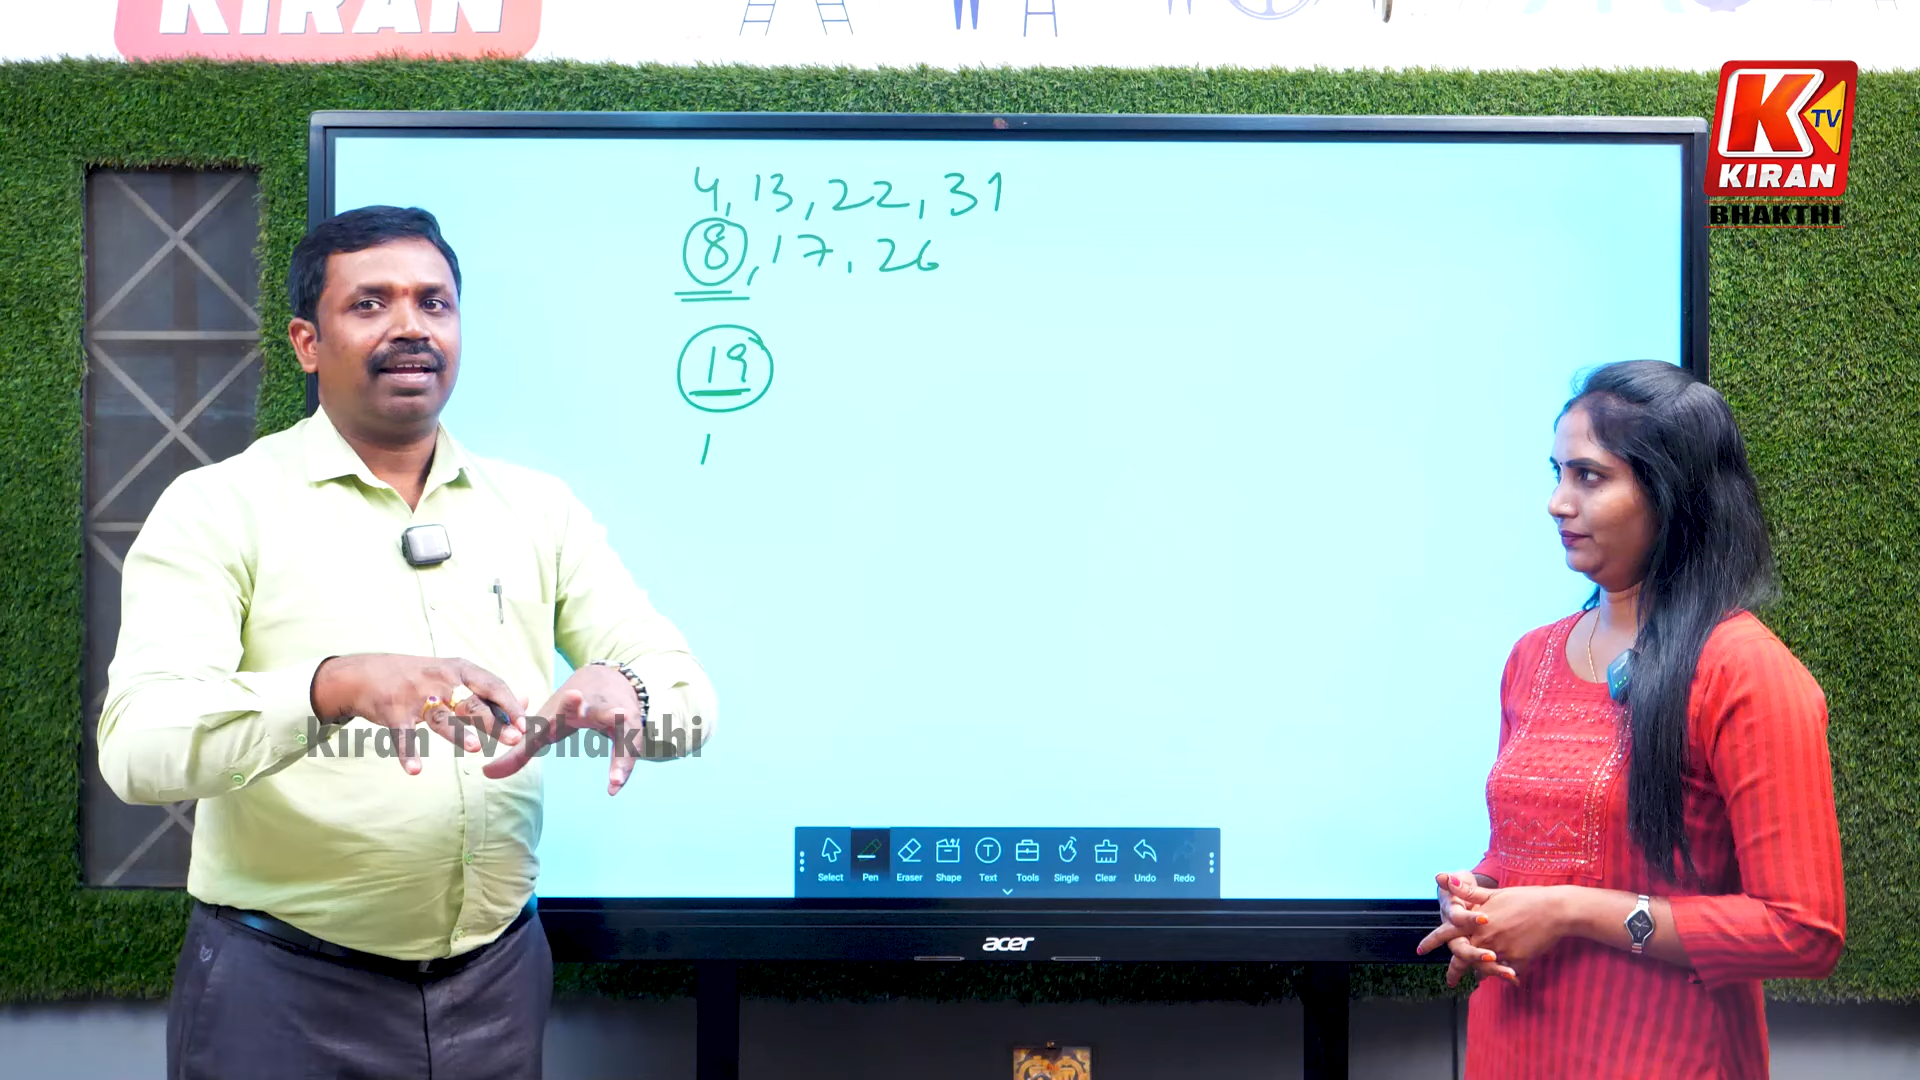 KIRAN
K TV
KIRAN
BHAKTHI
4, 13, 22, 31
8, 17, 26
19
1
Kiran TV Bhakthi
Select Pen Eraser Shape Text Tools Single Clear Undo Redo
acer